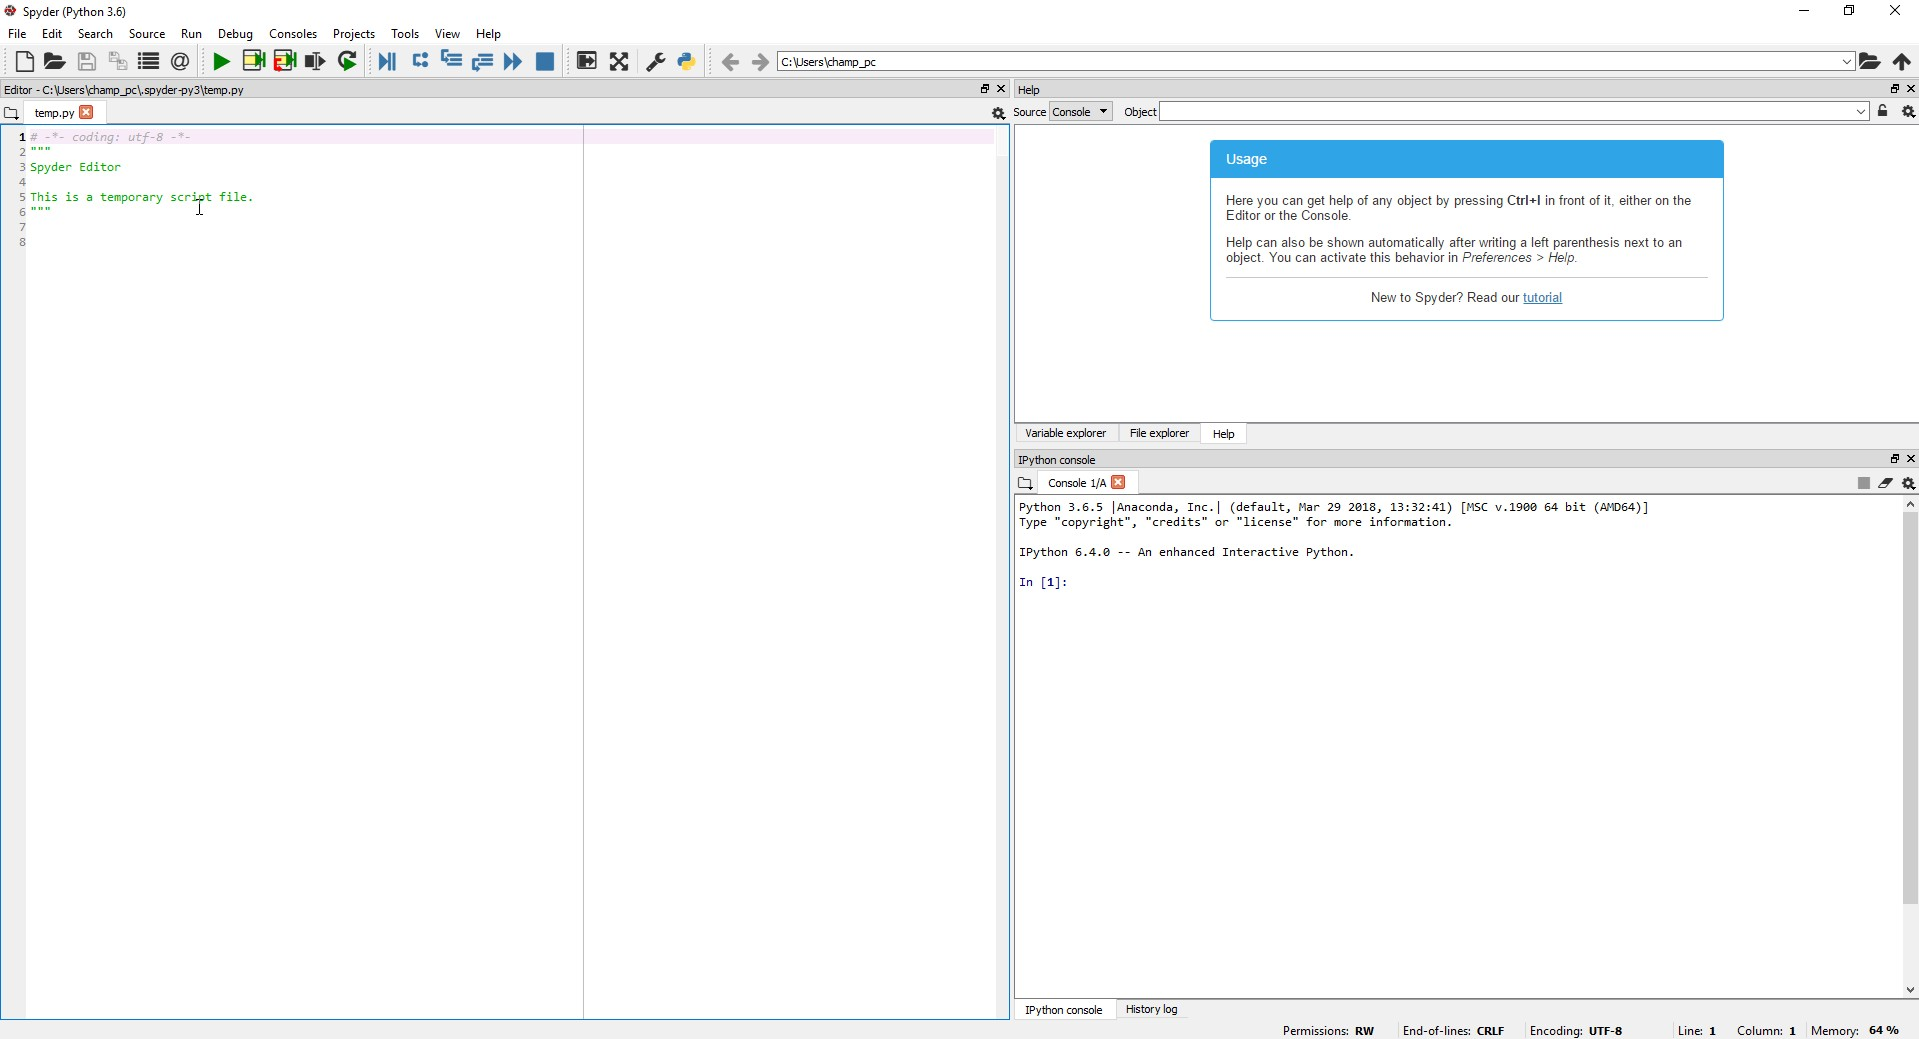 Spyder (Python 3.6)
File Edit Search Source Run Debug Consoles Projects Tools View Help
C:\Users\champ_pc
Editor - C:\Users\champ_pc\.spyder-py3\temp.py
temp.py
1 # -*- coding: utf-8 -*-
2 """
3 Spyder Editor
4
5 This is a temporary script file.
6 """
7
8
Help
Source Console Object
Usage
Here you can get help of any object by pressing Ctrl+I in front of it, either on the
Editor or the Console.
Help can also be shown automatically after writing a left parenthesis next to an
object. You can activate this behavior in Preferences > Help.
New to Spyder? Read our tutorial
Variable explorer File explorer Help
IPython console
Console 1/A
Python 3.6.5 |Anaconda, Inc.| (default, Mar 29 2018, 13:32:41) [MSC v.1900 64 bit (AMD64)]
Type "copyright", "credits" or "license" for more information.
IPython 6.4.0 -- An enhanced Interactive Python.
In [1]:
IPython console History log
Permissions: RW End-of-lines: CRLF Encoding: UTF-8 Line: 1 Column: 1 Memory: 64 %